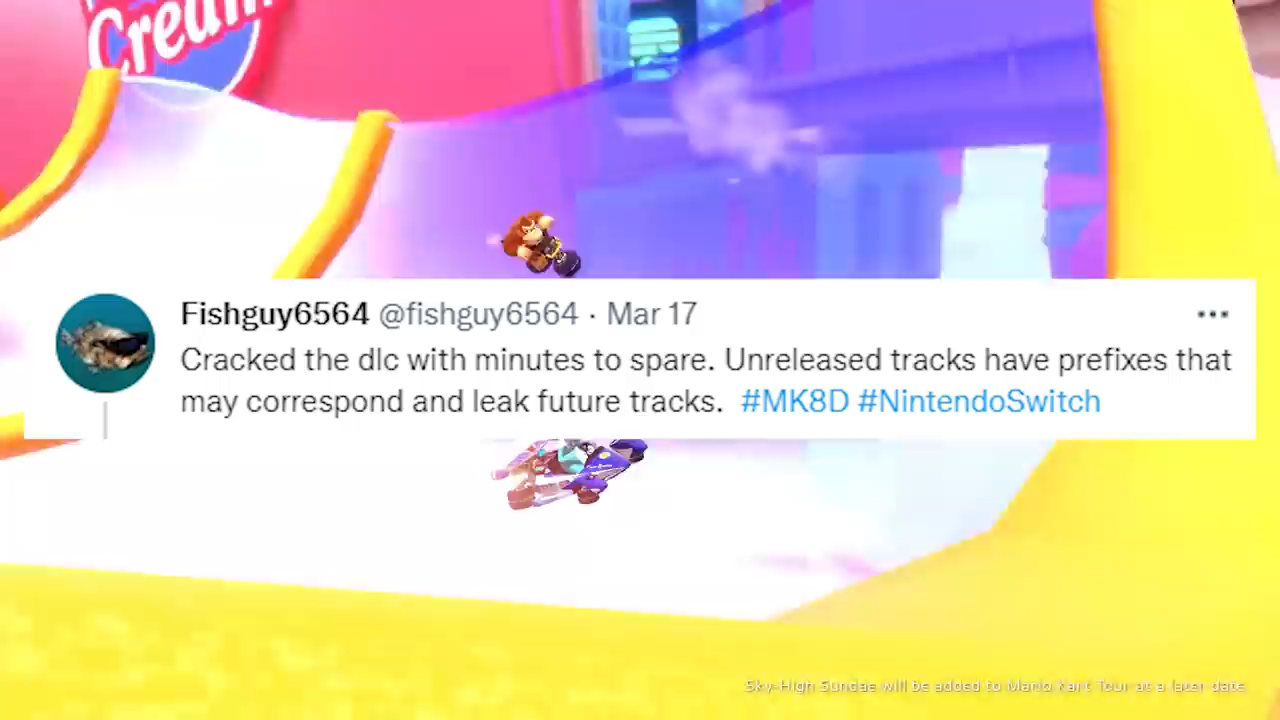 Cream
Fishguy6564 @fishguy6564 · Mar 17
Cracked the dlc with minutes to spare. Unreleased tracks have prefixes that
may correspond and leak future tracks. #MK8D #NintendoSwitch
Sky-High Sundae will be added to Mario Kart Tour at a later date.